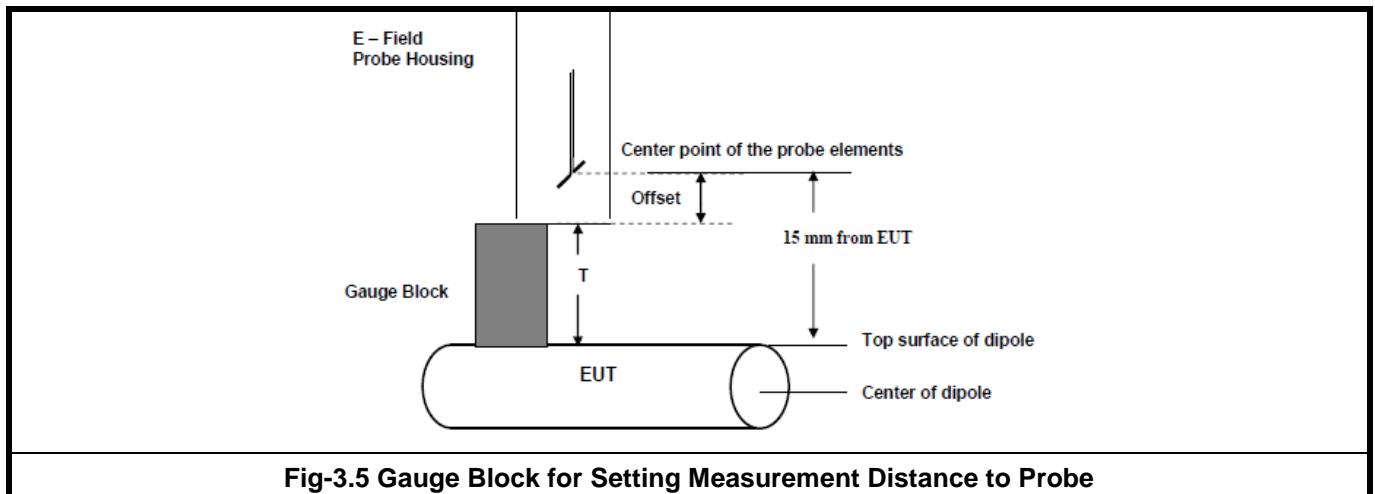 E – Field
Probe Housing
Center point of the probe elements
Offset
15 mm from EUT
T
Gauge Block
Top surface of dipole
EUT
Center of dipole
Fig-3.5 Gauge Block for Setting Measurement Distance to Probe